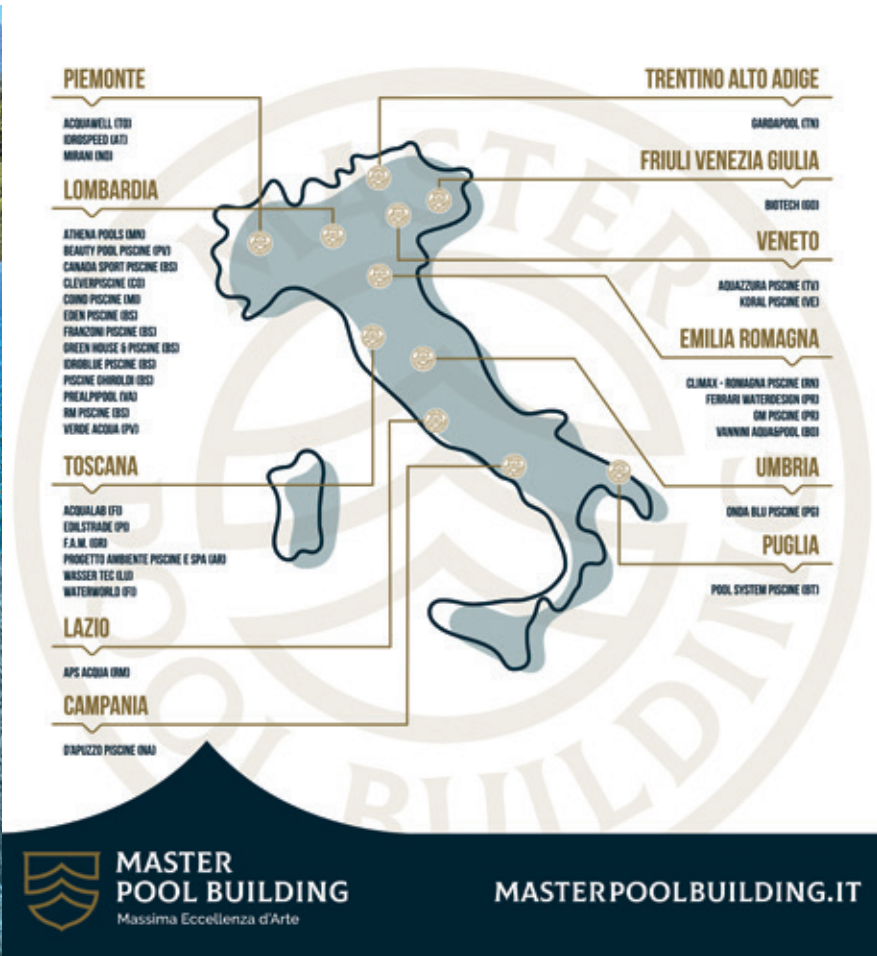 PIEMONTE
ACQUAWELL (TO)
IDROSPEED (AT)
MIRANI (NO)
LOMBARDIA
ATHENA POOLS (MN)
BEAUTY POOL PISCINE (PV)
CANADA SPORT PISCINE (BS)
CLEVERPISCINE (CO)
COINO PISCINE (MI)
EDEN PISCINE (BS)
FRANZONI PISCINE (BS)
GREEN HOUSE & PISCINE (BS)
IDROBLUE PISCINE (BS)
PISCINE GHIROLDI (BS)
PREALPIPOOL (VA)
RM PISCINE (BS)
VERDE ACQUA (PV)
TOSCANA
ACQUALAB (FI)
EDILSTRADE (PI)
F.A.M. (GR)
PROGETTO AMBIENTE PISCINE E SPA (AR)
WASSER TEC (LU)
WATERWORLD (FI)
LAZIO
APS ACQUA (RM)
CAMPANIA
D'APUZZO PISCINE (NA)
TRENTINO ALTO ADIGE
GARDAPOOL (TN)
FRIULI VENEZIA GIULIA
BIOTECH (GO)
VENETO
AQUAZZURA PISCINE (TV)
KORAL PISCINE (VE)
EMILIA ROMAGNA
CLIMAX - ROMAGNA PISCINE (RN)
FERRARI WATERDESIGN (PR)
GM PISCINE (PR)
VANNINI AQUA&POOL (BO)
UMBRIA
ONDA BLU PISCINE (PG)
PUGLIA
POOL SYSTEM PISCINE (BT)
MASTER
POOL BUILDING
MASTER
POOL BUILDING
Massima Eccellenza d'Arte
MASTERPOOLBUILDING.IT